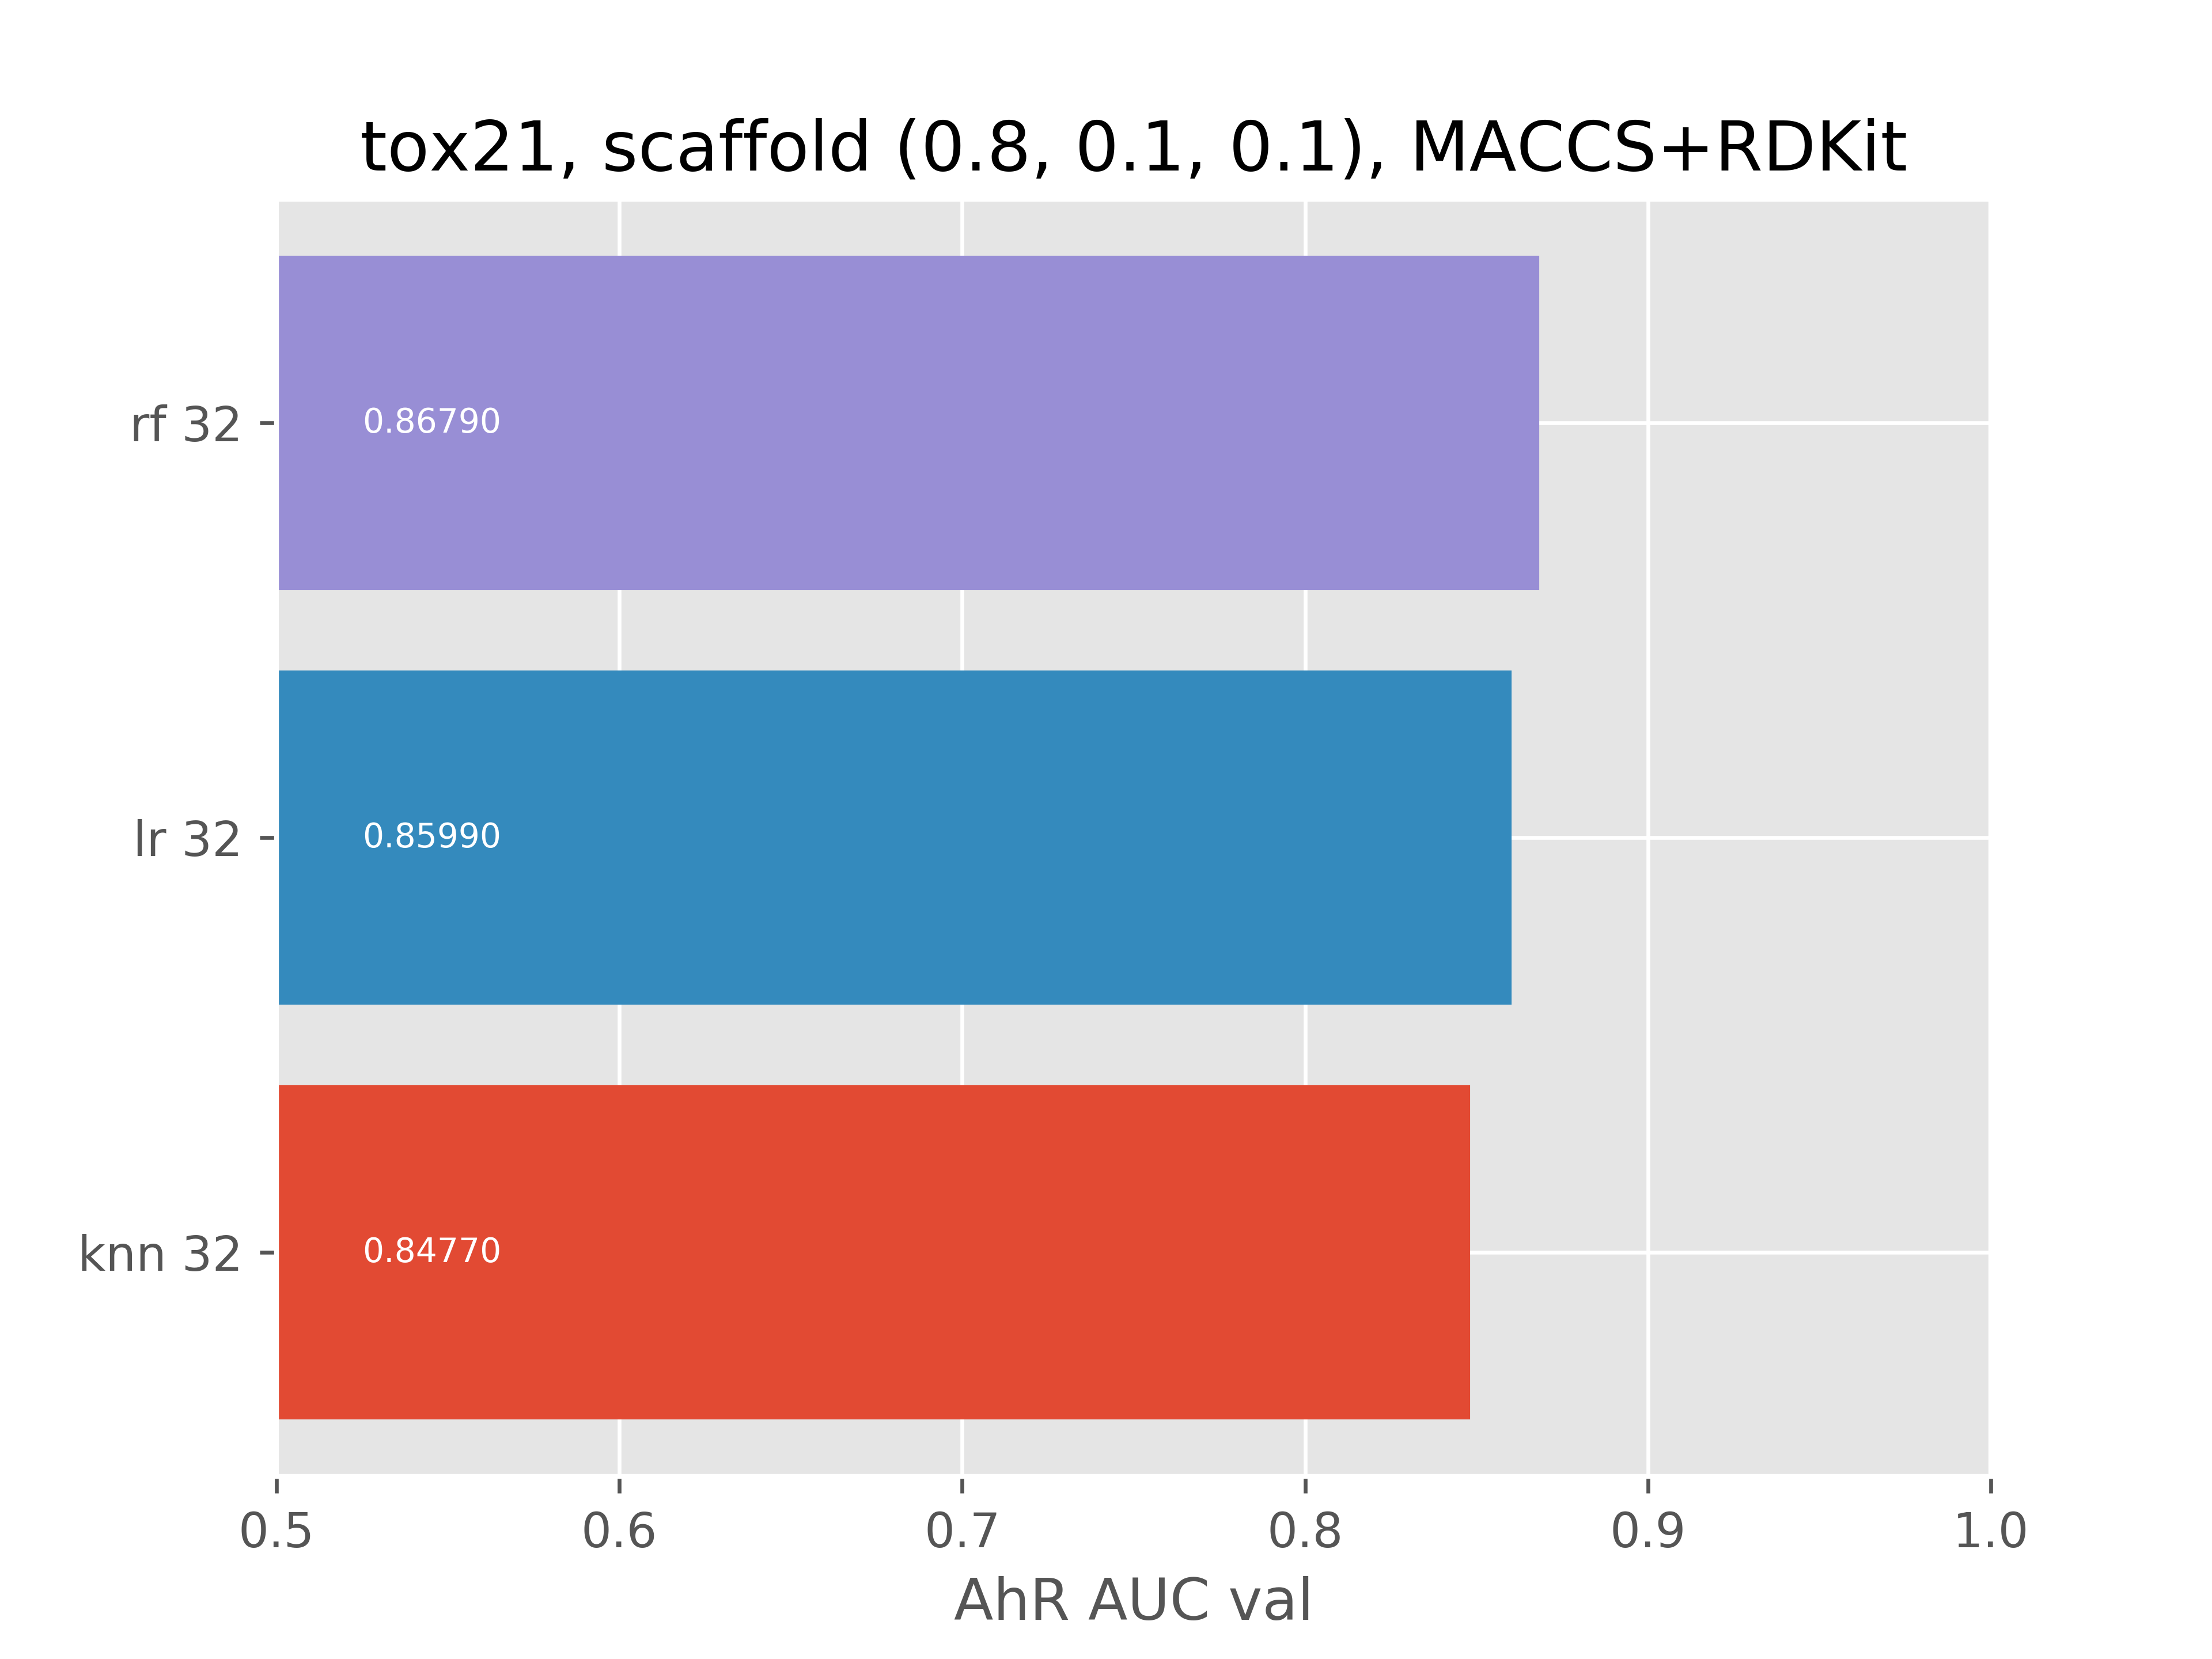 tox21, scaffold (0.8, 0.1, 0.1), MACCS+RDKit
rf 32
0.86790
lr 32
0.85990
knn 32
0.84770
0.5 0.6 0.7 0.8 0.9 1.0
AhR AUC val